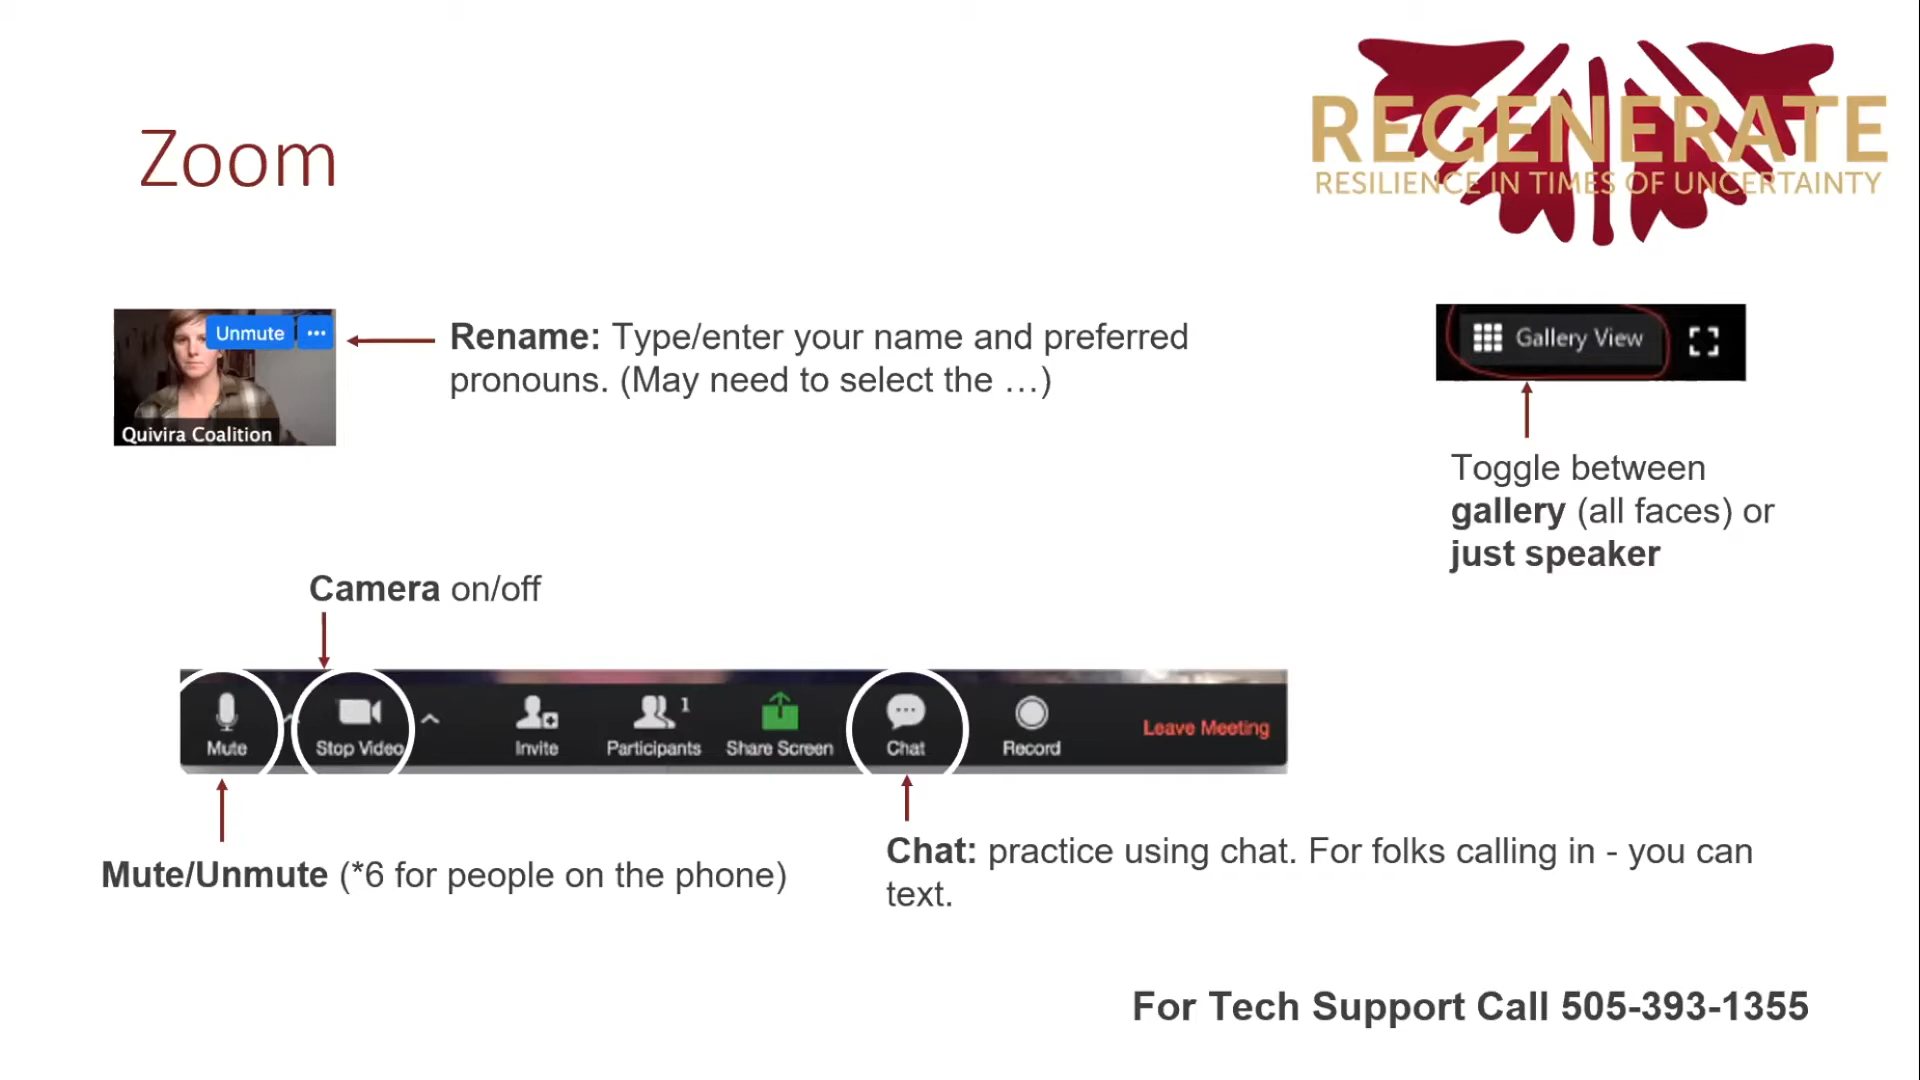 REGENERATE
RESILIENCE IN TIMES OF UNCERTAINTY
Zoom
Unmute ...
Quivira Coalition
Rename: Type/enter your name and preferred
pronouns. (May need to select the …)
Gallery View
Toggle between
gallery (all faces) or
just speaker
Camera on/off
Mute
Stop Video
Invite
1
Participants
Share Screen
Chat
Record
Leave Meeting
Mute/Unmute (*6 for people on the phone)
Chat: practice using chat. For folks calling in - you can
text.
For Tech Support Call 505-393-1355